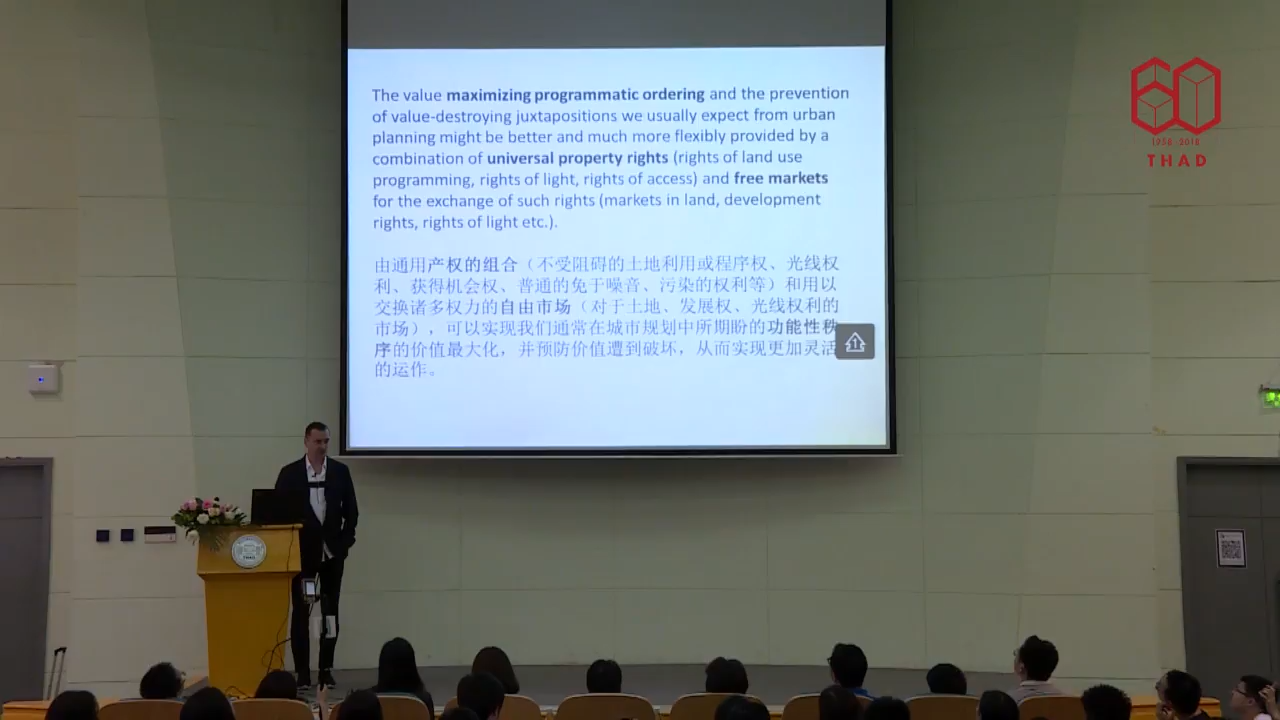 The value maximizing programmatic ordering and the prevention
of value-destroying juxtapositions we usually expect from urban
planning might be better and much more flexibly provided by a
combination of universal property rights (rights of land use
programming, rights of light, rights of access) and free markets
for the exchange of such rights (markets in land, development
rights, rights of light etc.).
由通用产权的组合（不受阻碍的土地利用或程序权、光线权
利、获得机会权、普通的免于噪音、污染的权利等）和用以
交换诸多权力的自由市场（对于土地、发展权、光线权利的
市场），可以实现我们通常在城市规划中所期盼的功能性秩
序的价值最大化，并预防价值遭到破坏，从而实现更加灵活
的运作。
60
1958 2018
THAD
THAD